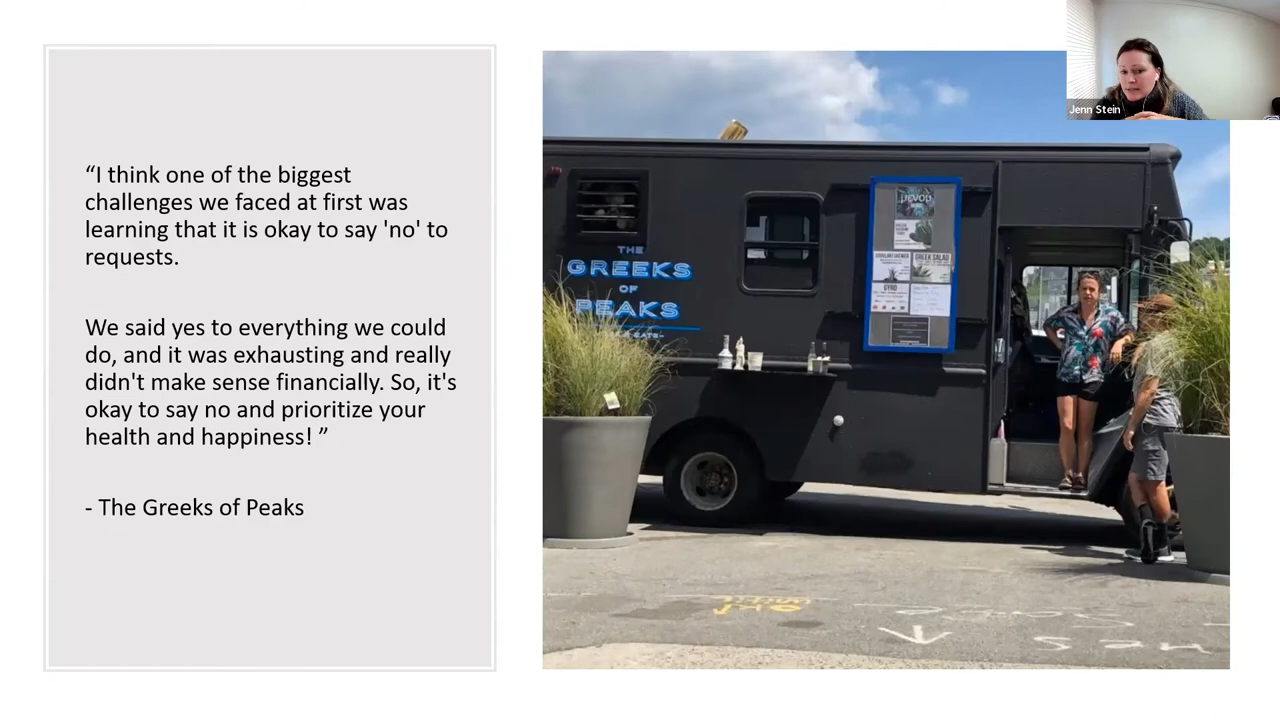 “I think one of the biggest
challenges we faced at first was
learning that it is okay to say 'no' to
requests.
We said yes to everything we could
do, and it was exhausting and really
didn't make sense financially. So, it's
okay to say no and prioritize your
health and happiness! ”
- The Greeks of Peaks
Jenn Stein
THE
GREEKS
OF
PEAKS
μενού
GREEK SALAD
GYRO